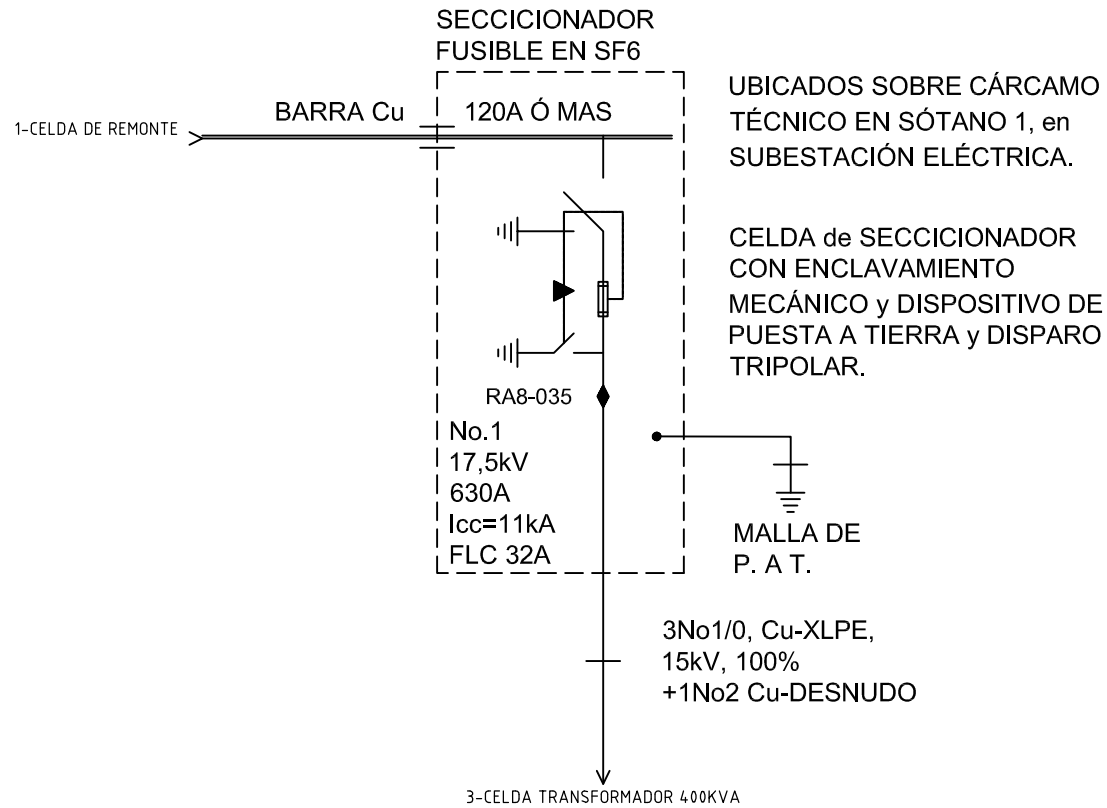 SECCICIONADOR
FUSIBLE EN SF6
BARRA Cu
120A Ó MAS
1-CELDA DE REMONTE
UBICADOS SOBRE CÁRCAMO
TÉCNICO EN SÓTANO 1, en
SUBESTACIÓN ELÉCTRICA.
CELDA de SECCICIONADOR
CON ENCLAVAMIENTO
MECÁNICO y DISPOSITIVO DE
PUESTA A TIERRA y DISPARO
TRIPOLAR.
RA8-035
No.1
17,5kV
630A
Icc=11kA
FLC 32A
MALLA DE
P. A T.
3No1/0, Cu-XLPE,
15kV, 100%
+1No2 Cu-DESNUDO
3-CELDA TRANSFORMADOR 400KVA